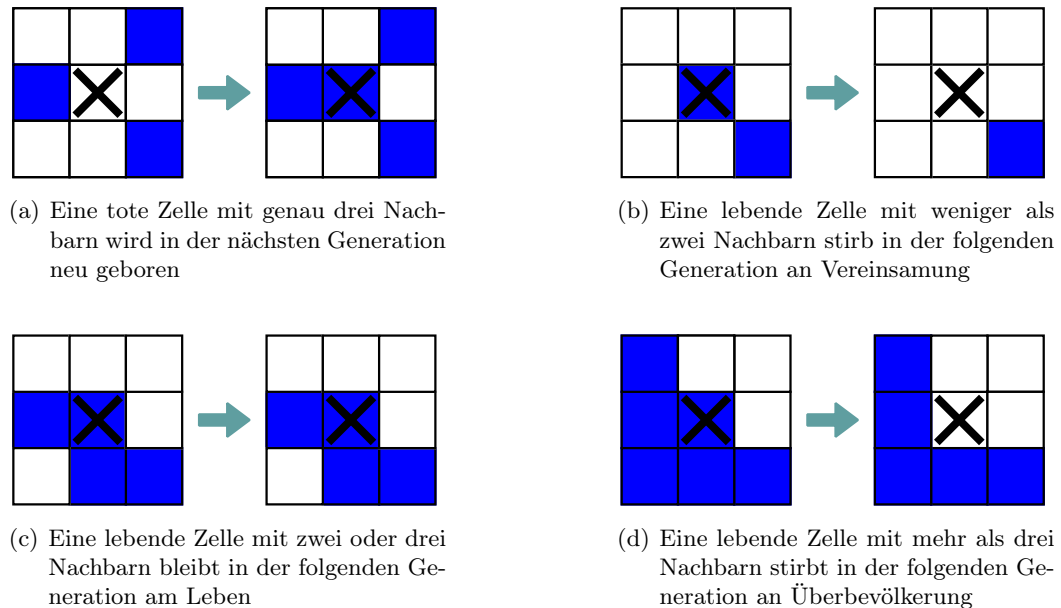 (a) Eine tote Zelle mit genau drei Nach-
barn wird in der nächsten Generation
neu geboren
(b) Eine lebende Zelle mit weniger als
zwei Nachbarn stirb in der folgenden
Generation an Vereinsamung
(c) Eine lebende Zelle mit zwei oder drei
Nachbarn bleibt in der folgenden Ge-
neration am Leben
(d) Eine lebende Zelle mit mehr als drei
Nachbarn stirbt in der folgenden Ge-
neration an Überbevölkerung